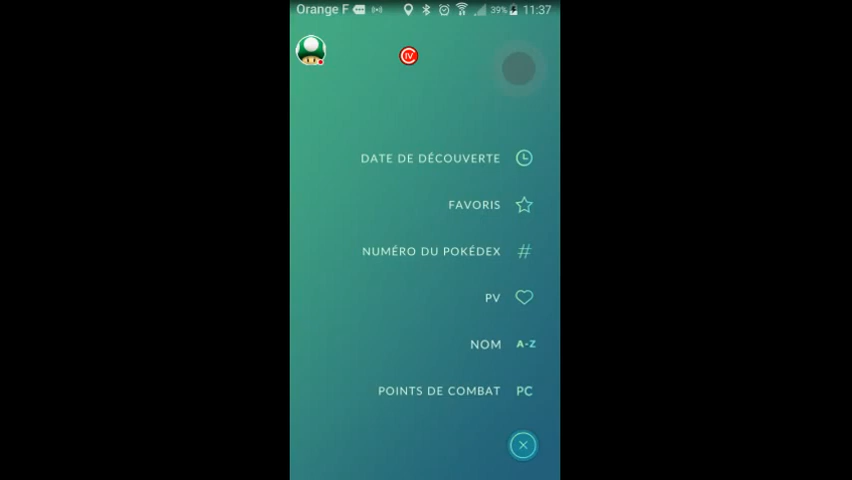 Orange F 39% 11:37
IV
DATE DE DÉCOUVERTE
FAVORIS
NUMÉRO DU POKÉDEX #
PV
NOM A-Z
POINTS DE COMBAT PC